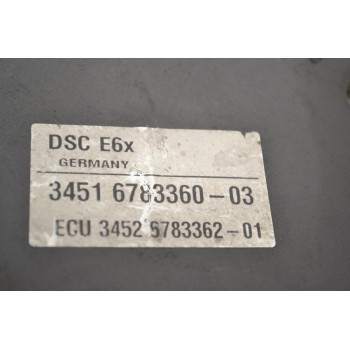 DSC E6x
GERMANY
3451 6783360-03
ECU 3452 6783362-01